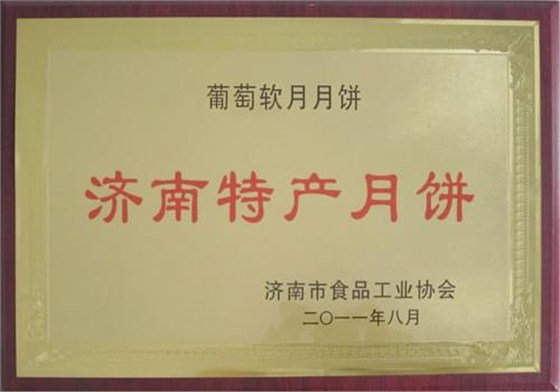 葡萄软月月饼
济南特产月饼
济南市食品工业协会
二〇一一年八月